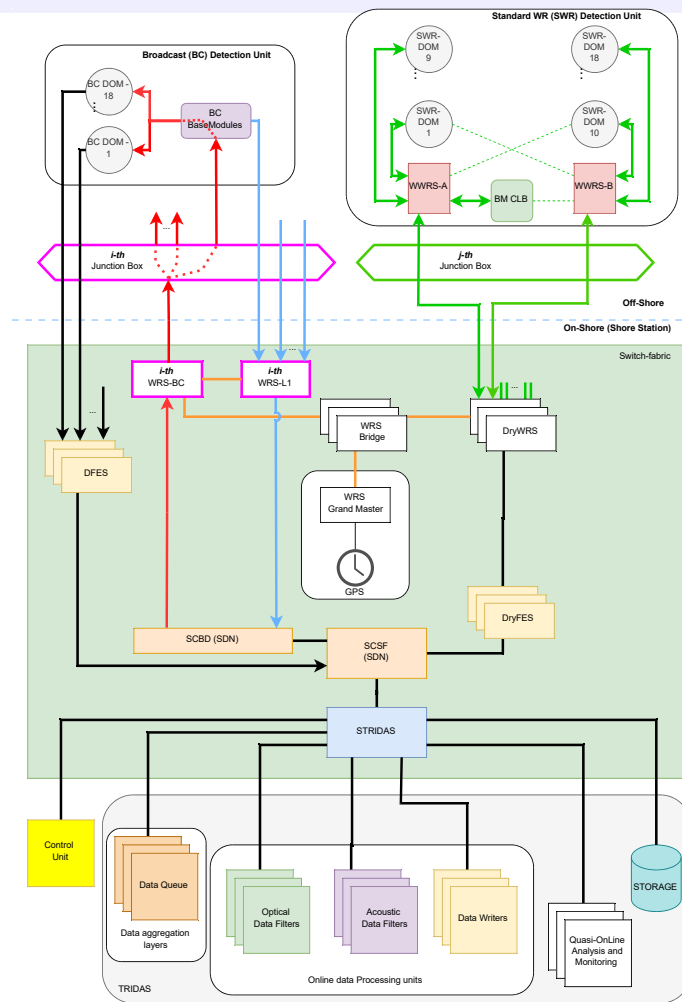 Standard WR (SWR) Detection Unit
Broadcast (BC) Detection Unit
SWR-
DOM
9
SWR-
DOM
18
BC DOM -
18
...
BC
BaseModules
BC DOM -
1
SWR-
DOM
1
SWR-
DOM
10
WWRS-A
WWRS-B
BM CLB
...
i-th
Junction Box
j-th
Junction Box
Off-Shore
On-Shore (Shore Station)
Switch-fabric
...
i-th
WRS-BC
i-th
WRS-L1
...
...
WRS
Bridge
DryWRS
DFES
WRS
Grand Master
GPS
DryFES
SCBD (SDN)
SCSF
(SDN)
STRIDAS
Control
Unit
Data Queue
Data aggregation
layers
Optical
Data Filters
Acoustic
Data Filters
Data Writers
Online data Processing units
Quasi-OnLine
Analysis and
Monitoring
STORAGE
TRIDAS